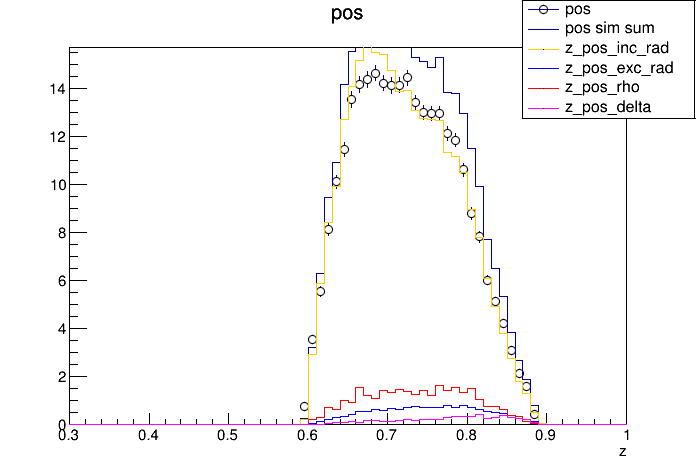 pos
pos
pos sim sum
z_pos_inc_rad
z_pos_exc_rad
z_pos_rho
z_pos_delta
14
12
10
8
6
4
2
0
0.3 0.4 0.5 0.6 0.7 0.8 0.9 1
z